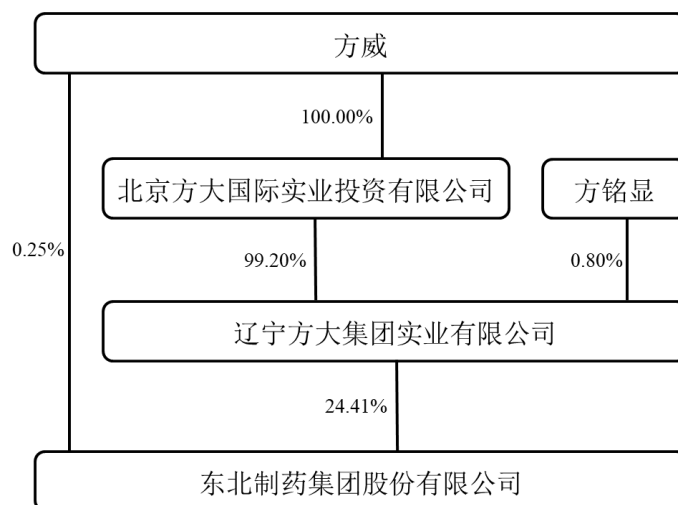 方威
100.00%
北京方大国际实业投资有限公司
方铭显
0.25%
99.20%
0.80%
辽宁方大集团实业有限公司
24.41%
东北制药集团股份有限公司